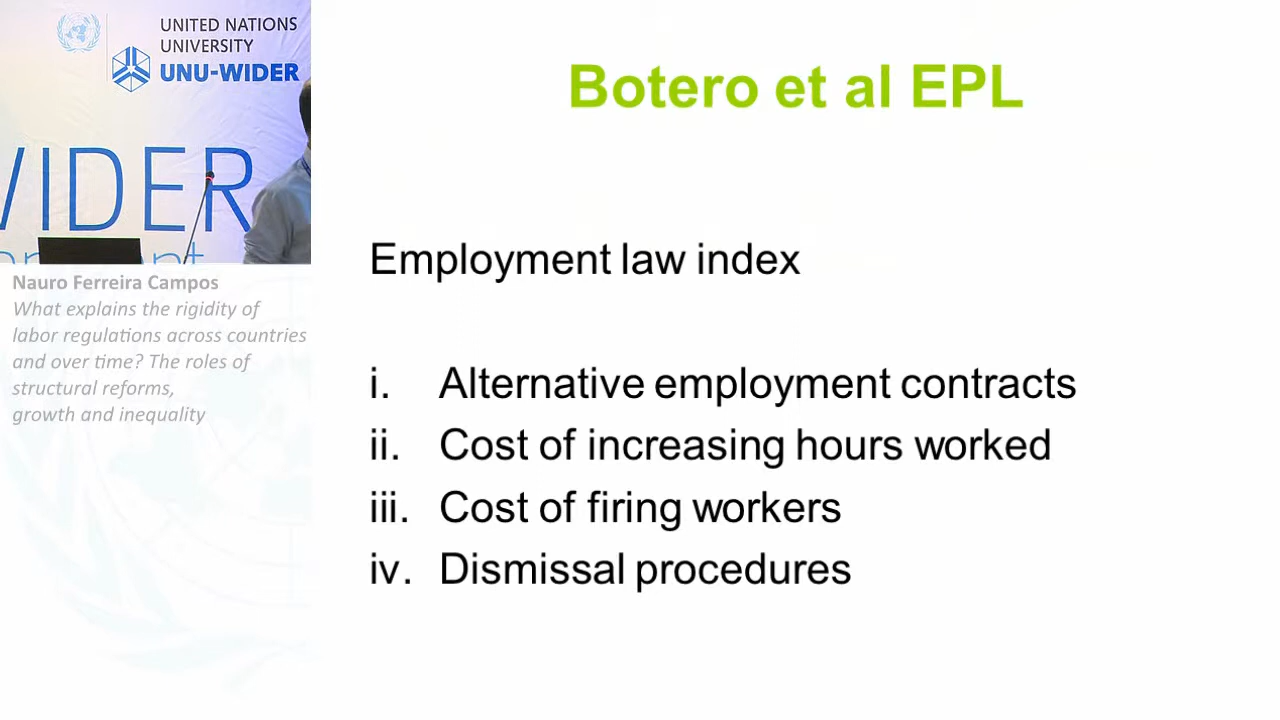 UNITED NATIONS
UNIVERSITY
UNU-WIDER
WIDER
Nauro Ferreira Campos
What explains the rigidity of
labor regulations across countries
and over time? The roles of
structural reforms,
growth and inequality
Botero et al EPL
Employment law index
i. Alternative employment contracts
ii. Cost of increasing hours worked
iii. Cost of firing workers
iv. Dismissal procedures